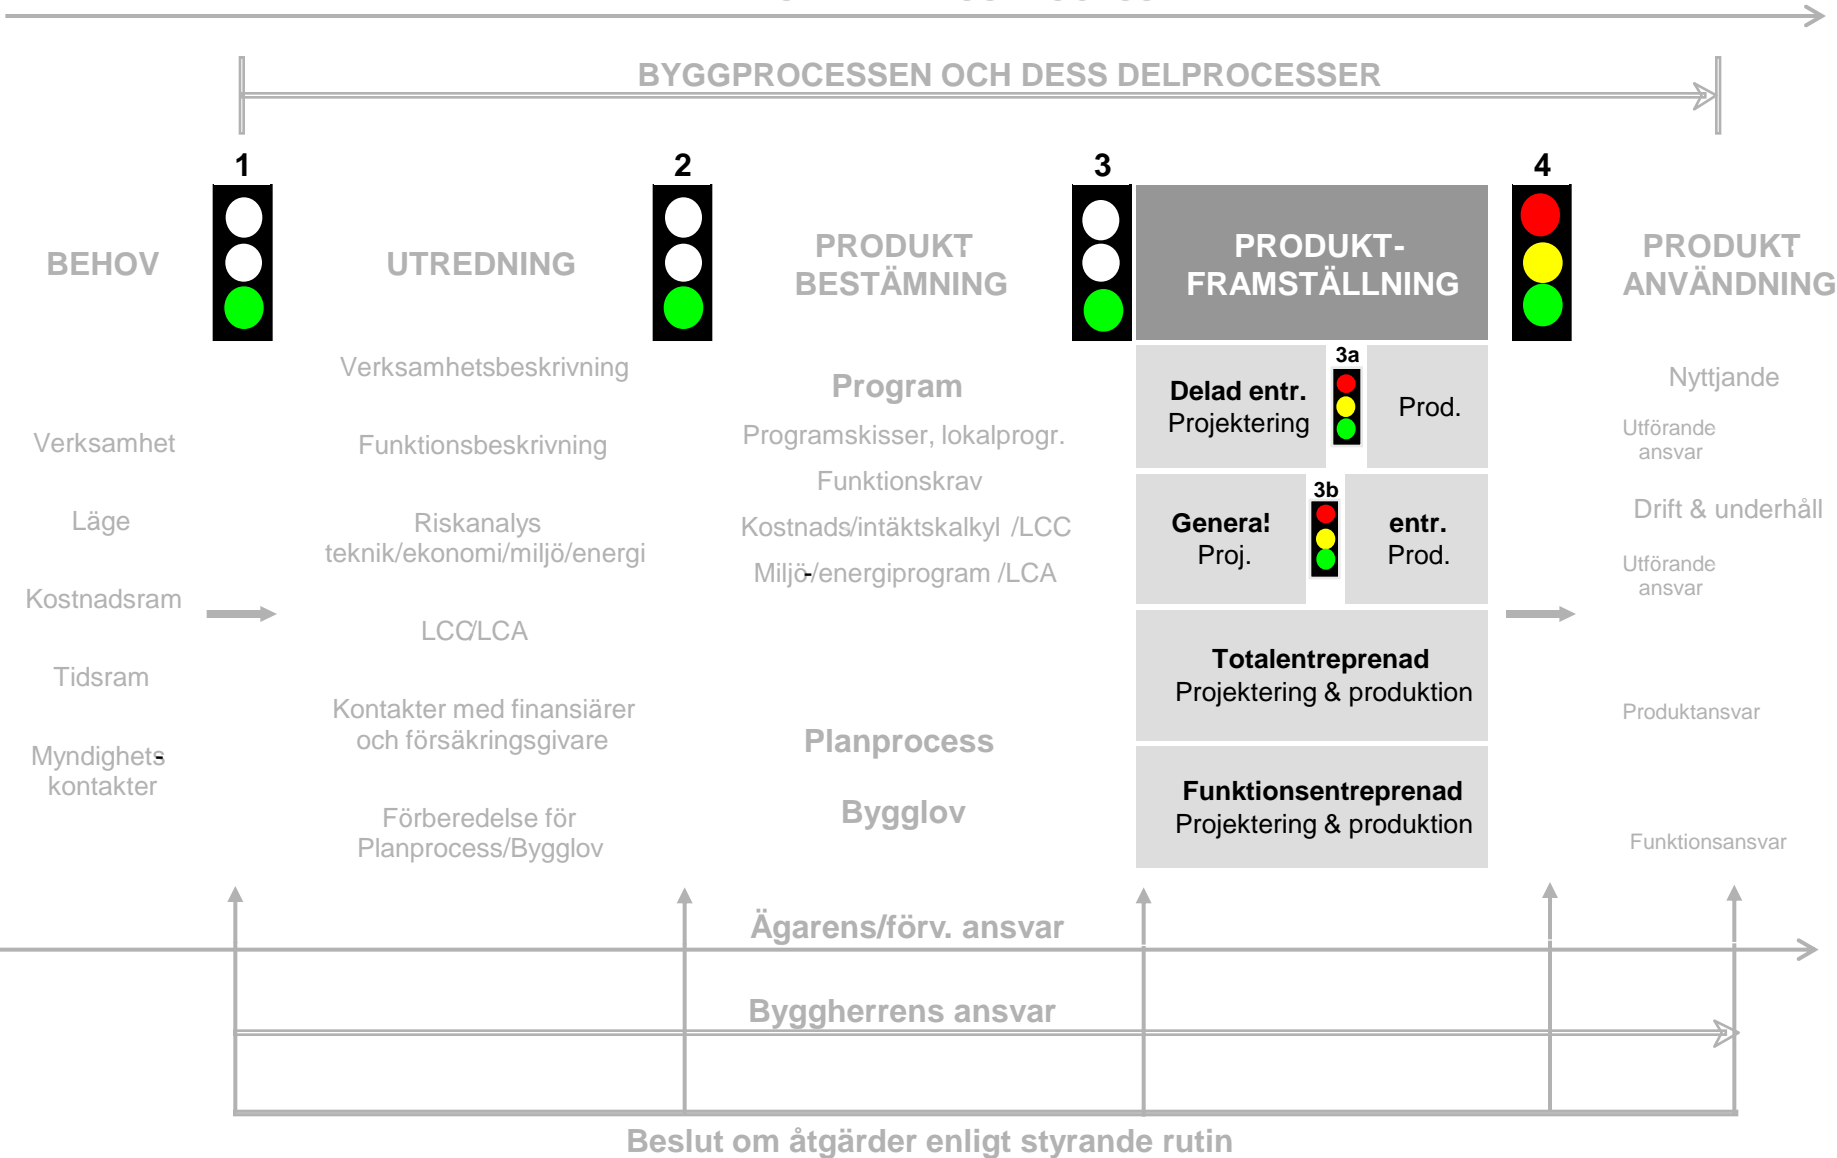 BYGGPROCESSEN OCH DESS DELPROCESSER
1
2
3
4
BEHOV
UTREDNING
PRODUKT
BESTÄMNING
PRODUKT-
FRAMSTÄLLNING
PRODUKT
ANVÄNDNING
Verksamhet
Läge
Kostnadsram
Tidsram
Myndighets-
kontakter
Verksamhetsbeskrivning
Funktionsbeskrivning
Riskanalys
teknik/ekonomi/miljö/energi
LCC/LCA
Kontakter med finansiärer
och försäkringsgivare
Förberedelse för
Planprocess/Bygglov
Program
Programskisser, lokalprogr.
Funktionskrav
Kostnads/intäktskalkyl /LCC
Miljö-/energiprogram /LCA
Planprocess
Bygglov
Delad entr.
Projektering
3a
Prod.
General-
Proj.
3b
entr.
Prod.
Totalentreprenad
Projektering & produktion
Funktionsentreprenad
Projektering & produktion
Nyttjande
Utförande
ansvar
Drift & underhåll
Utförande
ansvar
Produktansvar
Funktionsansvar
Ägarens/förv. ansvar
Byggherrens ansvar
Beslut om åtgärder enligt styrande rutin